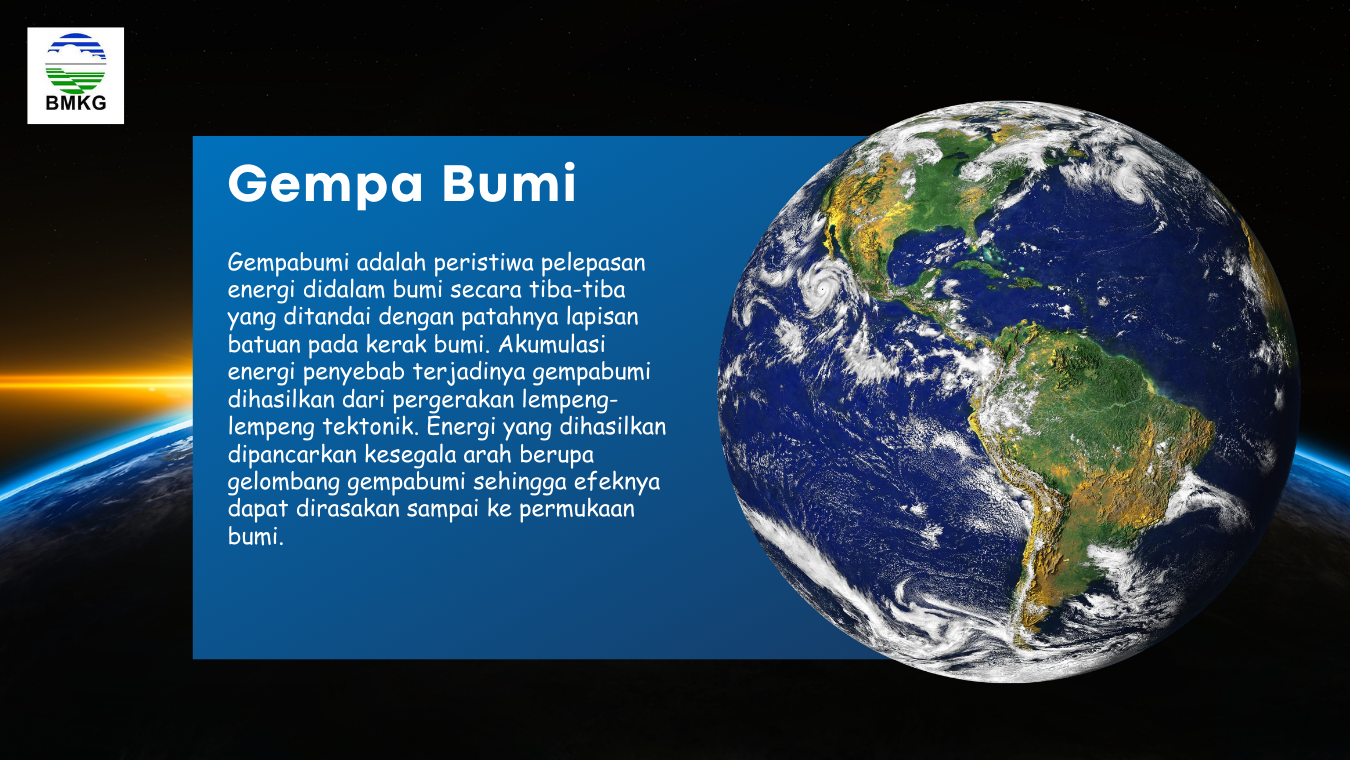 BMKG
Gempa Bumi
Gempabumi adalah peristiwa pelepasan
energi didalam bumi secara tiba-tiba
yang ditandai dengan patahnya lapisan
batuan pada kerak bumi. Akumulasi
energi penyebab terjadinya gempabumi
dihasilkan dari pergerakan lempeng-
lempeng tektonik. Energi yang dihasilkan
dipancarkan kesegala arah berupa
gelombang gempabumi sehingga efeknya
dapat dirasakan sampai ke permukaan
bumi.